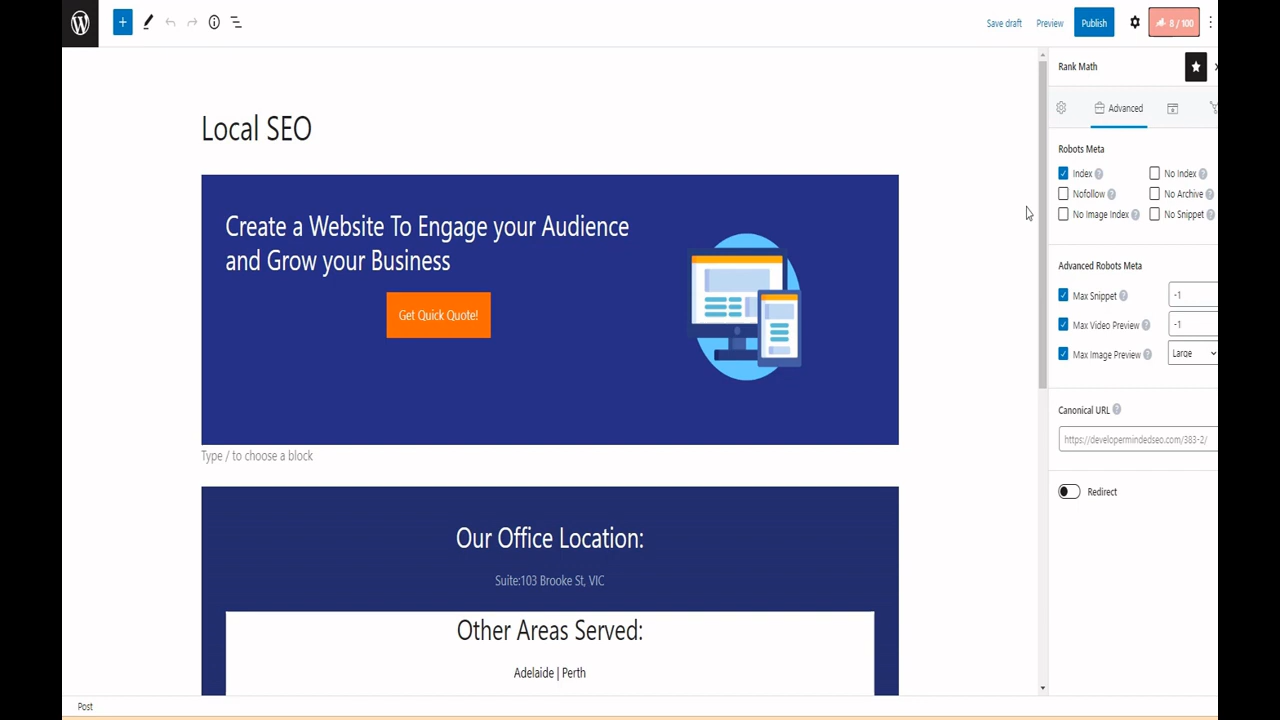 Save draft
Preview
Publish
8 / 100
Rank Math
Advanced
Local SEO
Robots Meta
Index
No Index
Nofollow
No Archive
No Image Index
No Snippet
Create a Website To Engage your Audience
and Grow your Business
Get Quick Quote!
Advanced Robots Meta
Max Snippet
-1
Max Video Preview
-1
Max Image Preview
Large
Canonical URL
https://developermindedseo.com/383-2/
Type / to choose a block
Redirect
Our Office Location:
Suite:103 Brooke St, VIC
Other Areas Served:
Adelaide | Perth
Post